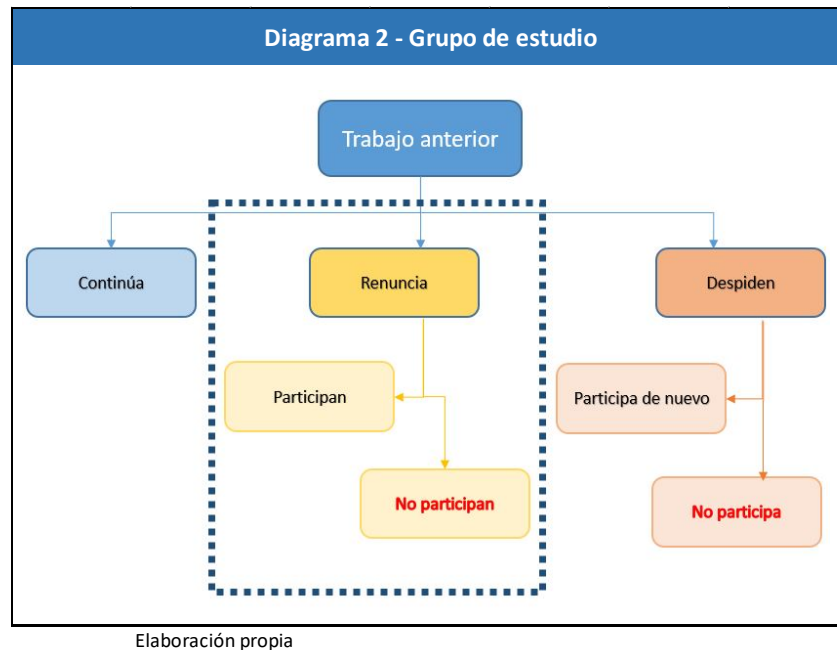 Diagrama 2 - Grupo de estudio
Trabajo anterior
Continúa
Renuncia
Despiden
Participan
Participa de nuevo
No participan
No participa
Elaboración propia